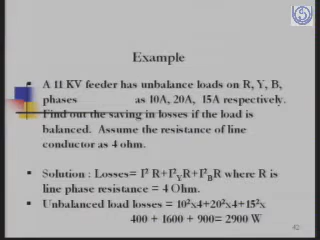 Example
A 11 KV feeder has unbalance loads on R, Y, B,
phases as 10A, 20A, 15A respectively.
Find out the saving in losses if the load is
balanced. Assume the resistance of line
conductor as 4 ohm.
Solution : Losses= I² R+I²YR+I²BR where R is
line phase resistance = 4 Ohm.
Unbalanced load losses = 10²x4+20²x4+15²x
400 + 1600 + 900= 2900 W
42